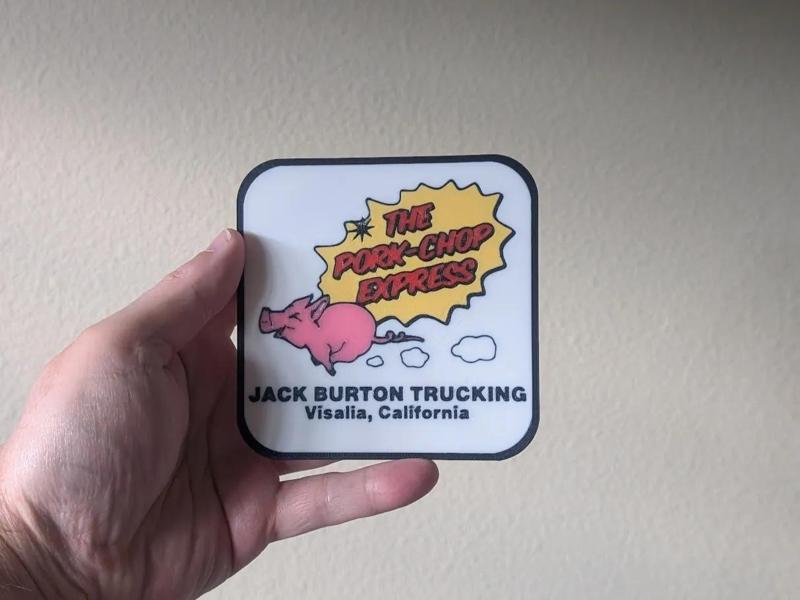 THE
PORK-CHOP
EXPRESS
JACK BURTON TRUCKING
Visalia, California